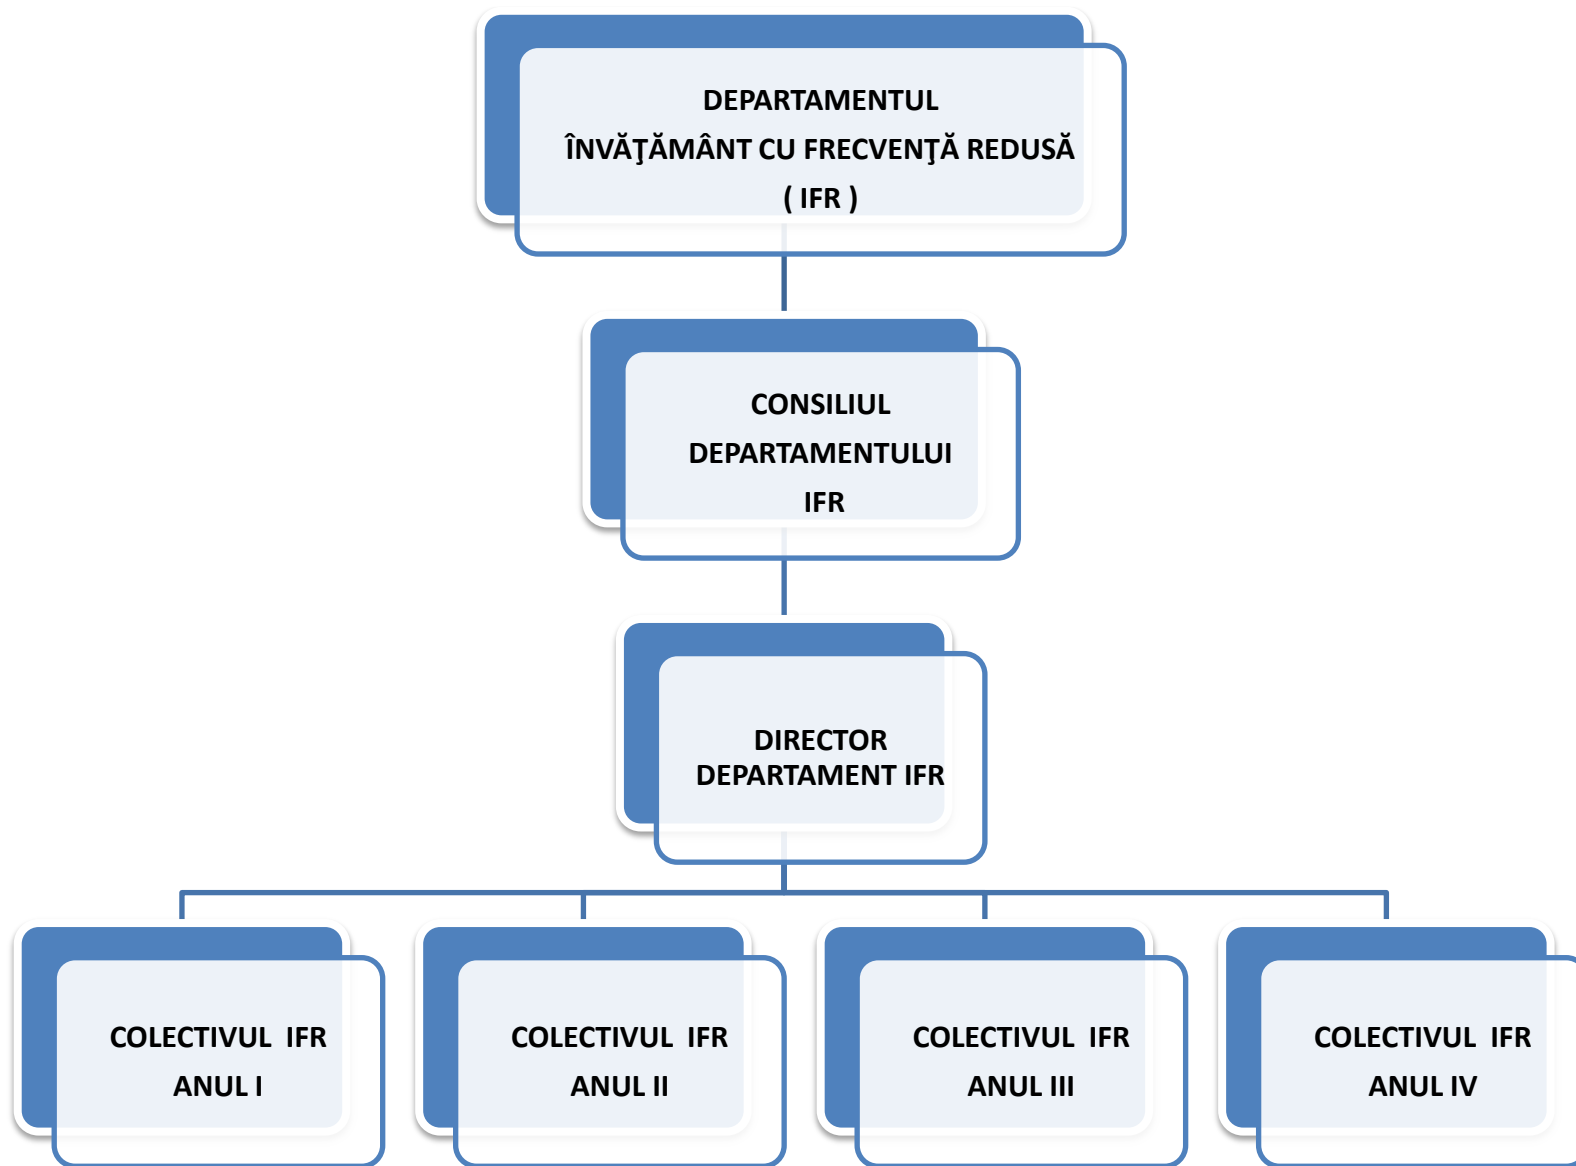 DEPARTAMENTUL
ÎNVĂŢĂMÂNT CU FRECVENŢĂ REDUSĂ
( IFR )
CONSILIUL
DEPARTAMENTULUI
IFR
DIRECTOR
DEPARTAMENT IFR
COLECTIVUL IFR
ANUL I
COLECTIVUL IFR
ANUL II
COLECTIVUL IFR
ANUL III
COLECTIVUL IFR
ANUL IV